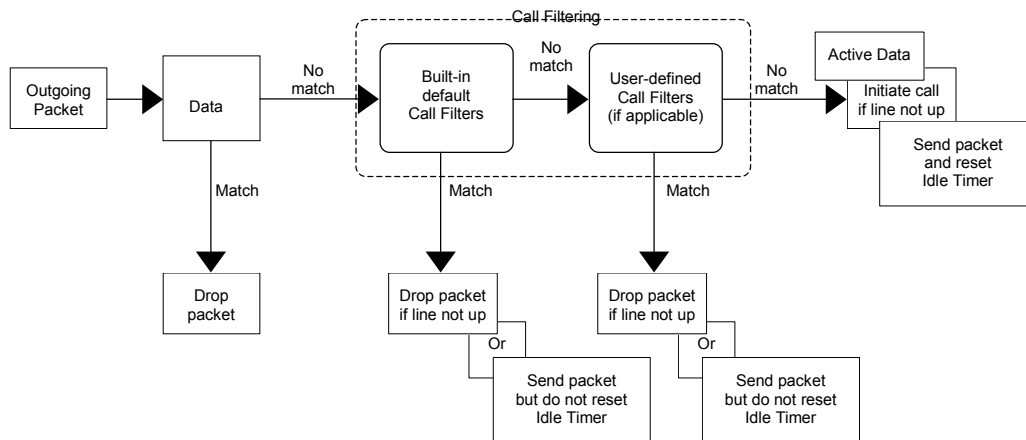 Call Filtering
Outgoing
Packet
Data
No
match
Built-in
default
Call Filters
No
match
User-defined
Call Filters
(if applicable)
No
match
Active Data
Initiate call
if line not up
Send packet
and reset
Idle Timer
Match
Match
Match
Drop
packet
Drop packet
if line not up
Or
Send packet
but do not reset
Idle Timer
Drop packet
if line not up
Or
Send packet
but do not reset
Idle Timer